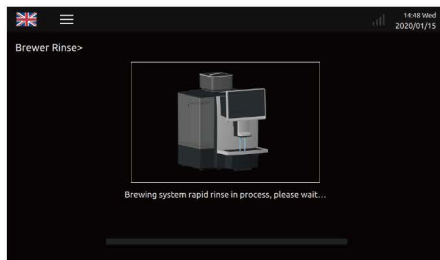 14:48 Wed
2020/01/15
Brewer Rinse>
Brewing system rapid rinse in process, please wait...